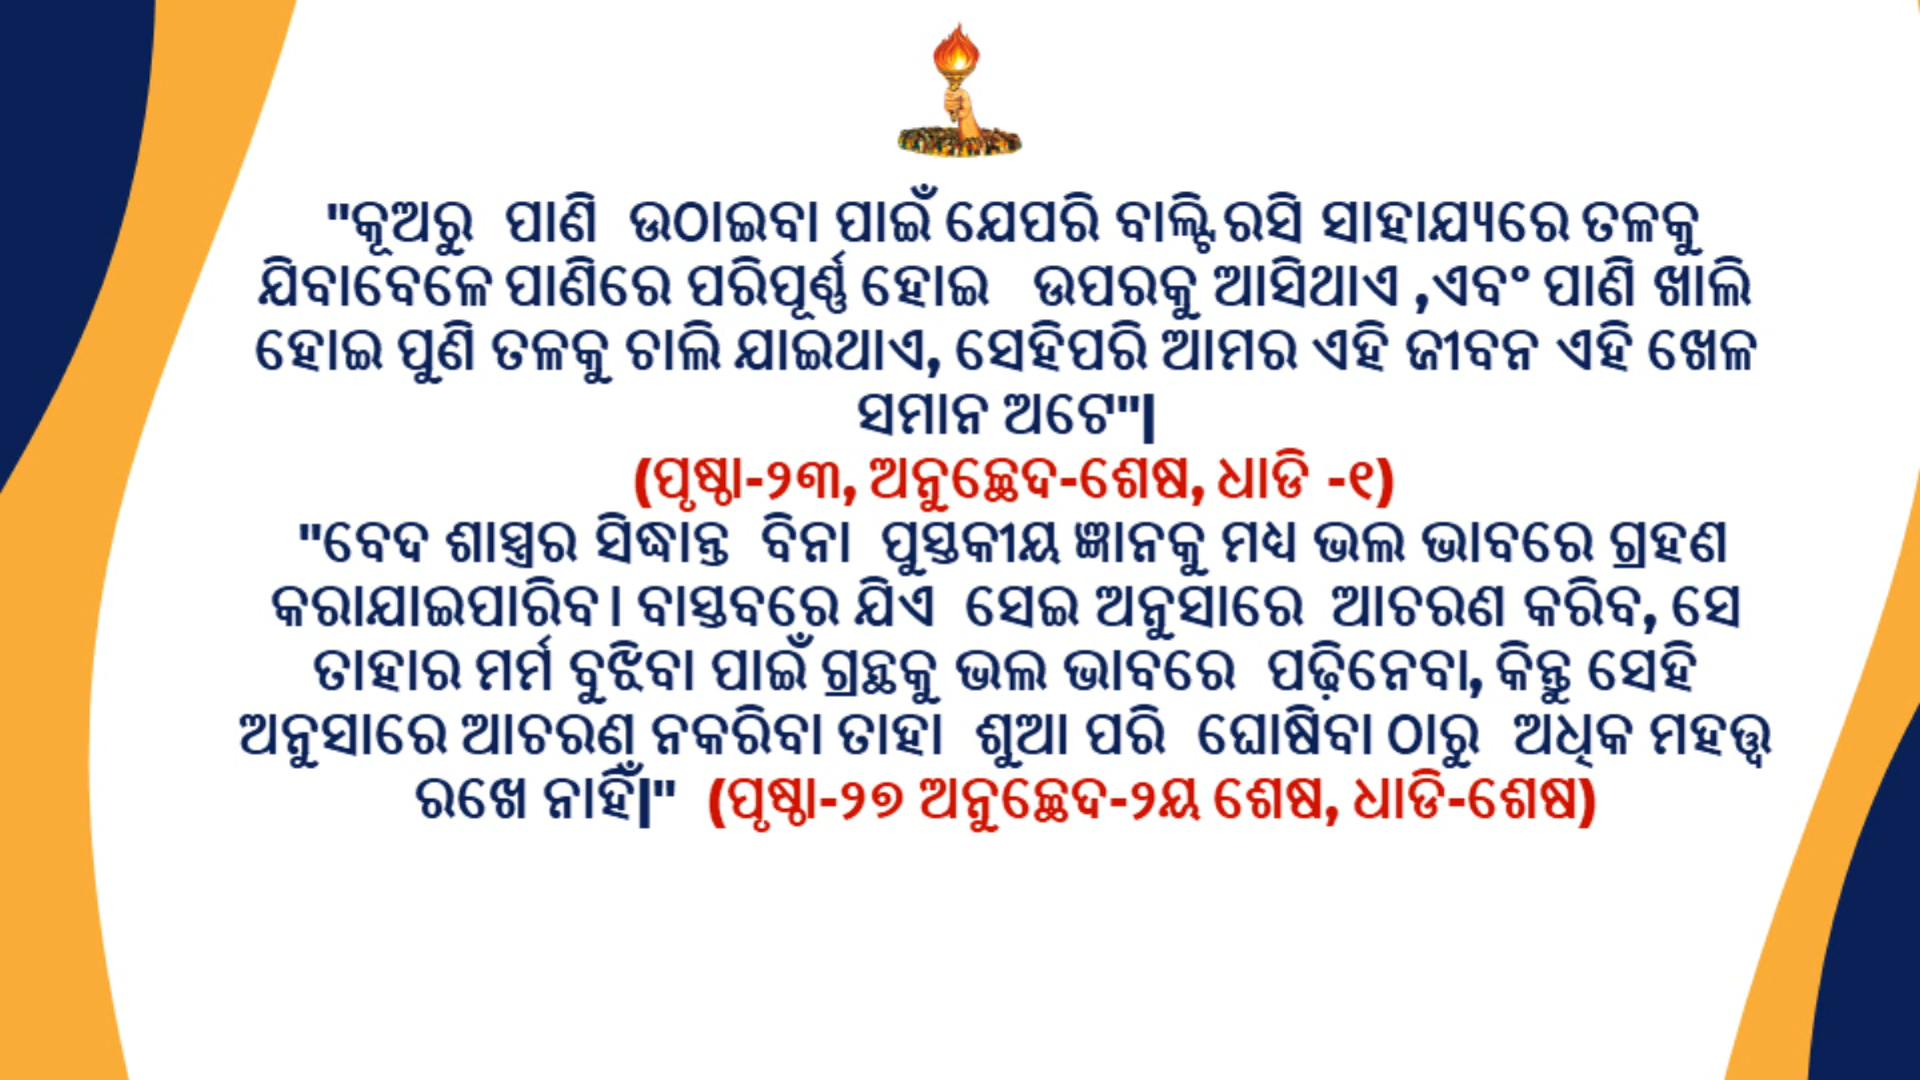 "କୂଅରୁ ପାଣି ଉଠାଇବା ପାଇଁ ଯେପରି ବାଲ୍ଟି ରସି ସାହାଯ୍ୟରେ ତଳକୁ
ଯିବାବେଳେ ପାଣିରେ ପରିପୂର୍ଣ୍ଣ ହୋଇ ଉପରକୁ ଆସିଥାଏ ,ଏବଂ ପାଣି ଖାଲି
ହୋଇ ପୁଣି ତଳକୁ ଚାଲି ଯାଇଥାଏ, ସେହିପରି ଆମର ଏହି ଜୀବନ ଏହି ଖେଳ
ସମାନ ଅଟେ"|
(ପୃଷ୍ଠା-୨୩, ଅନୁଚ୍ଛେଦ-ଶେଷ, ଧାଡି -୧)
"ବେଦ ଶାସ୍ତ୍ରର ସିଦ୍ଧାନ୍ତ ବିନା ପୁସ୍ତକୀୟ ଜ୍ଞାନକୁ ମଧ୍ୟ ଭଲ ଭାବରେ ଗ୍ରହଣ
କରାଯାଇପାରିବ। ବାସ୍ତବରେ ଯିଏ ସେଇ ଅନୁସାରେ ଆଚରଣ କରିବ, ସେ
ତାହାର ମର୍ମ ବୁଝିବା ପାଇଁ ଗ୍ରନ୍ଥକୁ ଭଲ ଭାବରେ ପଢ଼ିନେବା, କିନ୍ତୁ ସେହି
ଅନୁସାରେ ଆଚରଣ ନକରିବା ତାହା ଶୁଆ ପରି ଘୋଷିବା ଠାରୁ ଅଧିକ ମହତ୍ତ୍ୱ
ରଖେ ନାହିଁ|" (ପୃଷ୍ଠା-୨୭ ଅନୁଚ୍ଛେଦ-୨ୟ ଶେଷ, ଧାଡି-ଶେଷ)